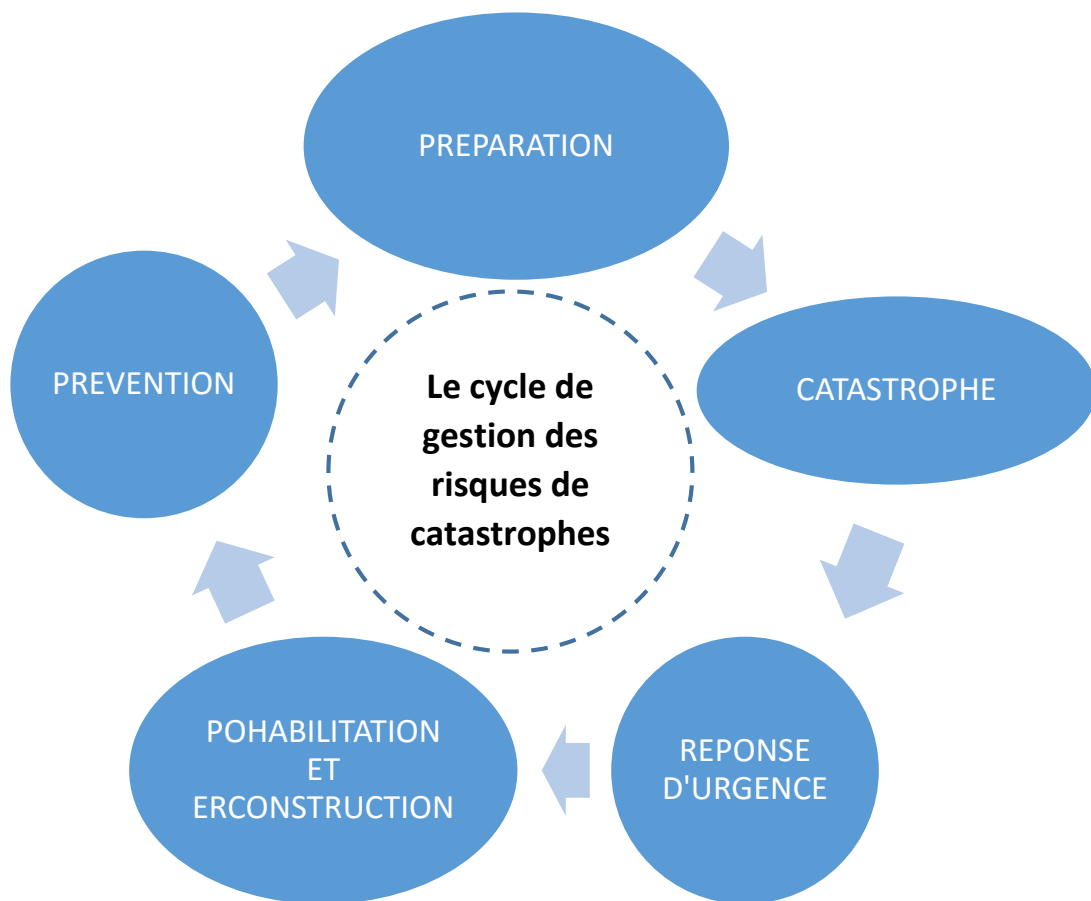 PREPARATION
PREVENTION
CATASTROPHE
Le cycle de
gestion des
risques de
catastrophes
POHABILITATION
ET
ERCONSTRUCTION
REPONSE
D'URGENCE